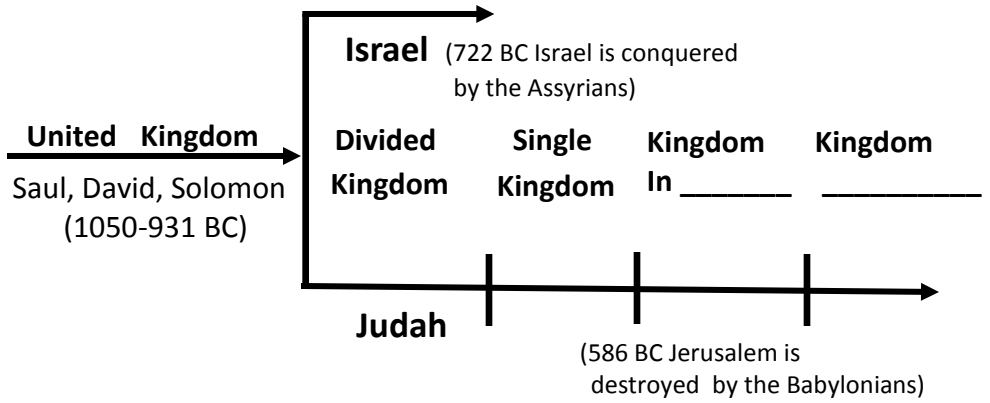 Israel (722 BC Israel is conquered
by the Assyrians)
United Kingdom
Saul, David, Solomon
(1050-931 BC)
Divided
Kingdom
Single
Kingdom
Kingdom
In _______
Kingdom
__________
Judah
(586 BC Jerusalem is
destroyed by the Babylonians)